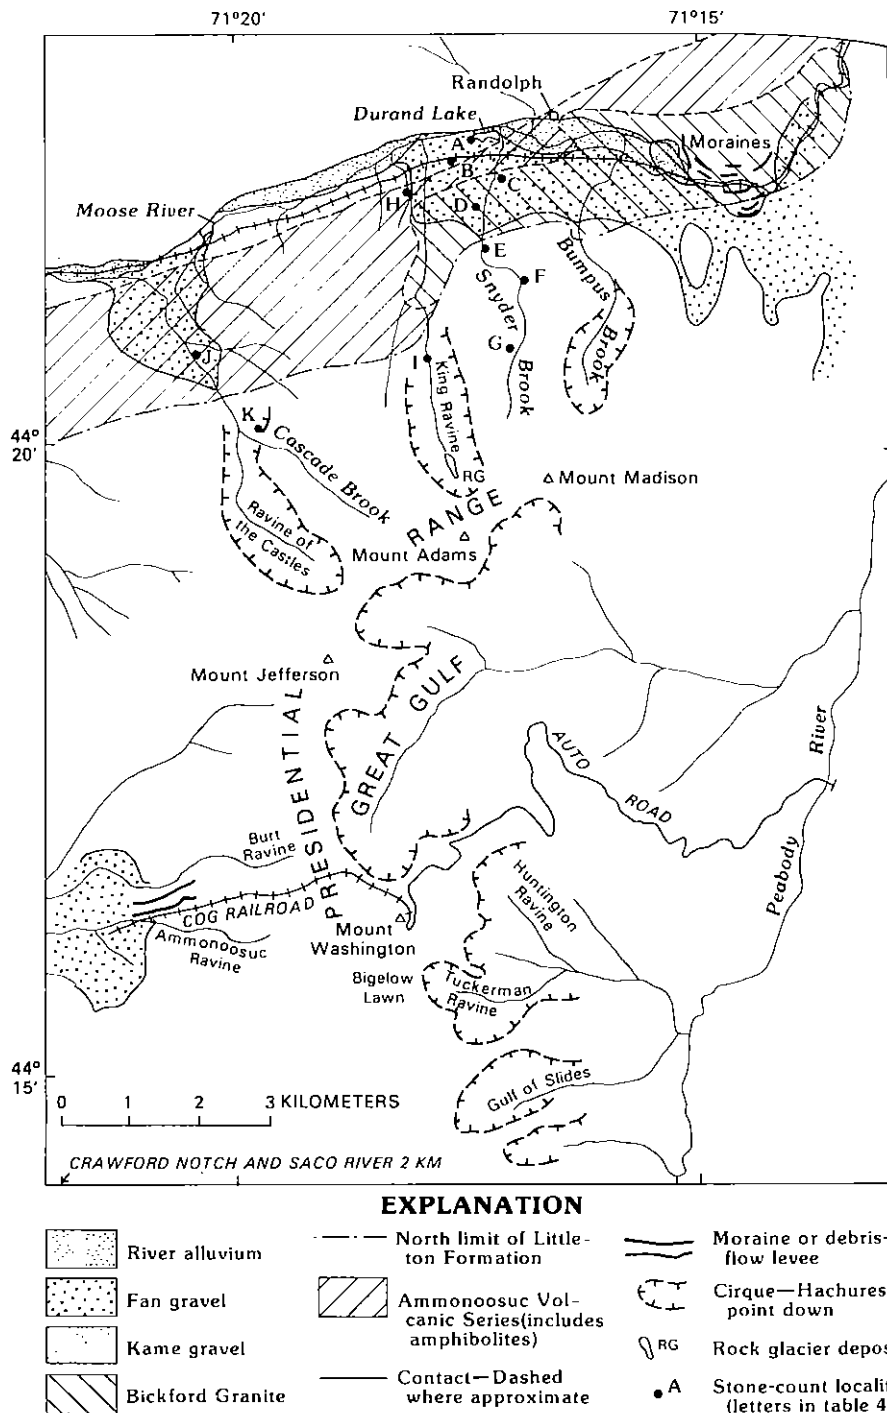 71°20'
71°15'
Randolph
Durand Lake
Moraines
A
B
C
H
D
Moose River
E
F
Snyder
Brook
Bumpus
Brook
G
J
I
King Ravine
K
44°
20'
Cascade Brook
RG
Mount Madison
RANGE
Ravine of
the Castles
Mount Adams
Mount Jefferson
GREAT GULF
PRESIDENTIAL
AUTO
ROAD
River
Peabody
Burt
Ravine
COG RAILROAD
Mount
Washington
Huntington
Ravine
Ammonoosuc
Ravine
Bigelow
Lawn
Tuckerman
Ravine
44°
15'
Gulf of Slides
0 1 2 3 KILOMETERS
CRAWFORD NOTCH AND SACO RIVER 2 KM
EXPLANATION
River alluvium
Fan gravel
Kame gravel
Bickford Granite
North limit of Little-
ton Formation
Ammonoosuc Vol-
canic Series(includes
amphibolites)
Contact—Dashed
where approximate
Moraine or debris-
flow levee
Cirque—Hachures
point down
RG
Rock glacier depos
A
Stone-count localit
(letters in table 4